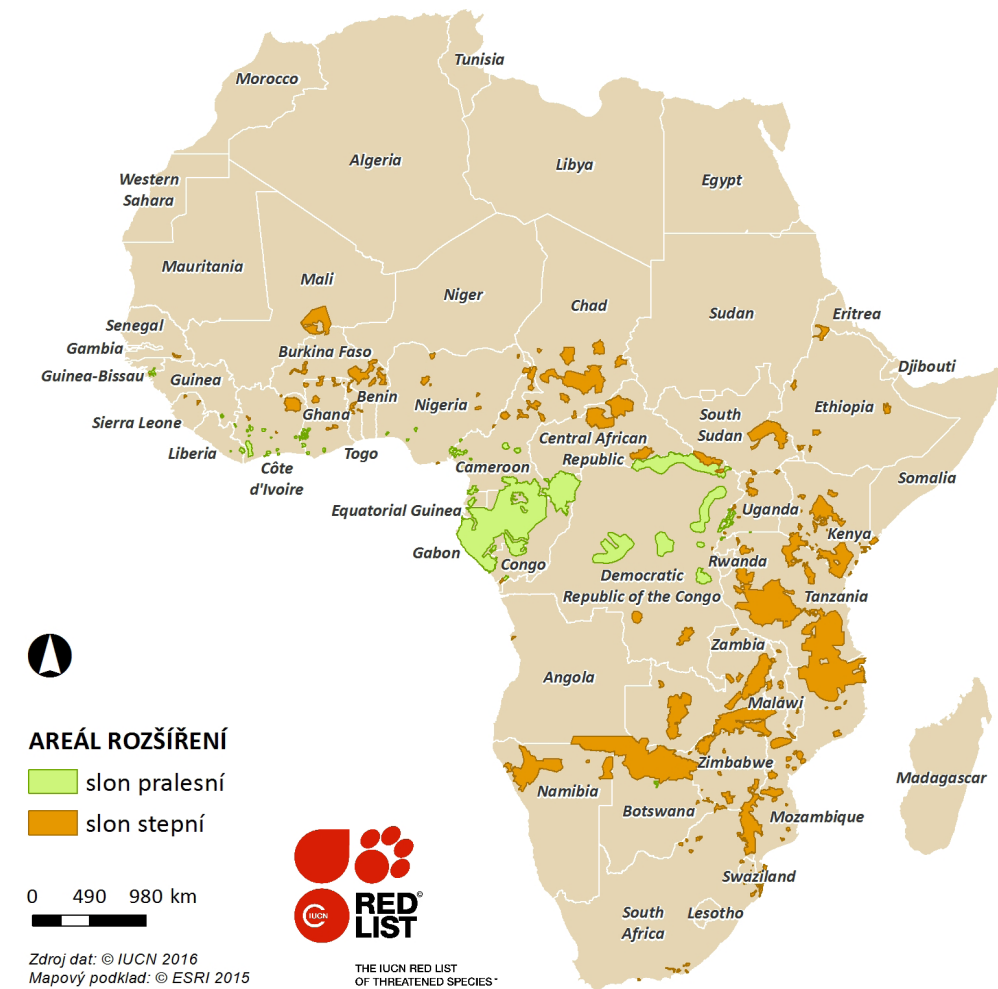 Tunisia
Morocco
Algeria
Libya
Egypt
Western
Sahara
Mauritania
Mali
Niger
Chad
Sudan
Eritrea
Senegal
Gambia
Burkina Faso
Djibouti
Guinea-Bissau
Guinea
Benin
Nigeria
Ghana
Ethiopia
South
Sudan
Sierra Leone
Central African
Republic
Liberia
Togo
Côte
d'Ivoire
Cameroon
Somalia
Equatorial Guinea
Uganda
Kenya
Gabon
Congo
Rwanda
Democratic
Republic of the Congo
Tanzania
Zambia
Angola
Malawi
Zimbabwe
Madagascar
Namibia
Botswana
Mozambique
Swaziland
South
Africa
Lesotho
AREÁL ROZŠÍŘENÍ
slon pralesní
slon stepní
0 490 980 km
IUCN
RED
LIST
©
THE IUCN RED LIST
OF THREATENED SPECIES™
Zdroj dat: © IUCN 2016
Mapový podklad: © ESRI 2015